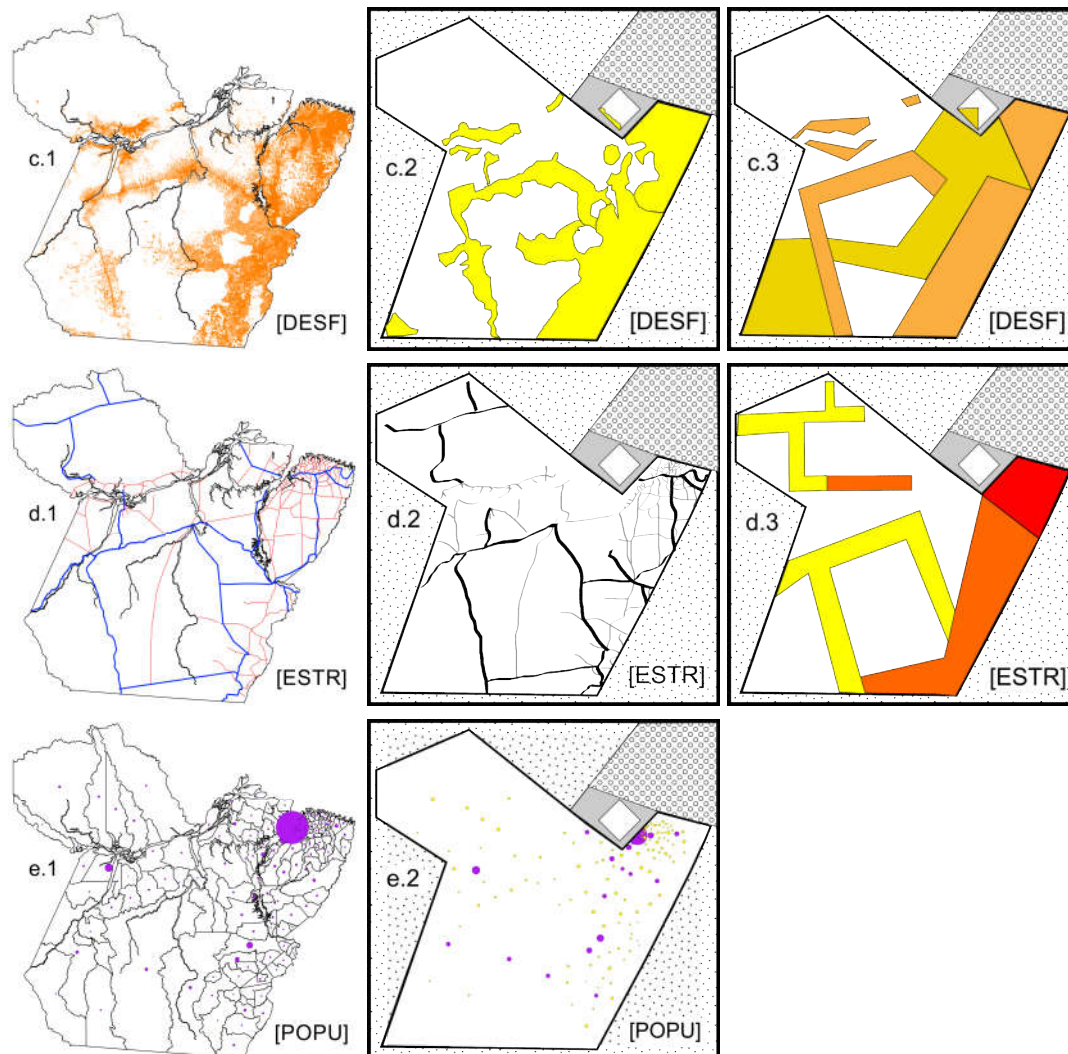 c.1
[DESF]
c.2
[DESF]
c.3
[DESF]
d.1
[ESTR]
d.2
[ESTR]
d.3
[ESTR]
e.1
[POPU]
e.2
[POPU]